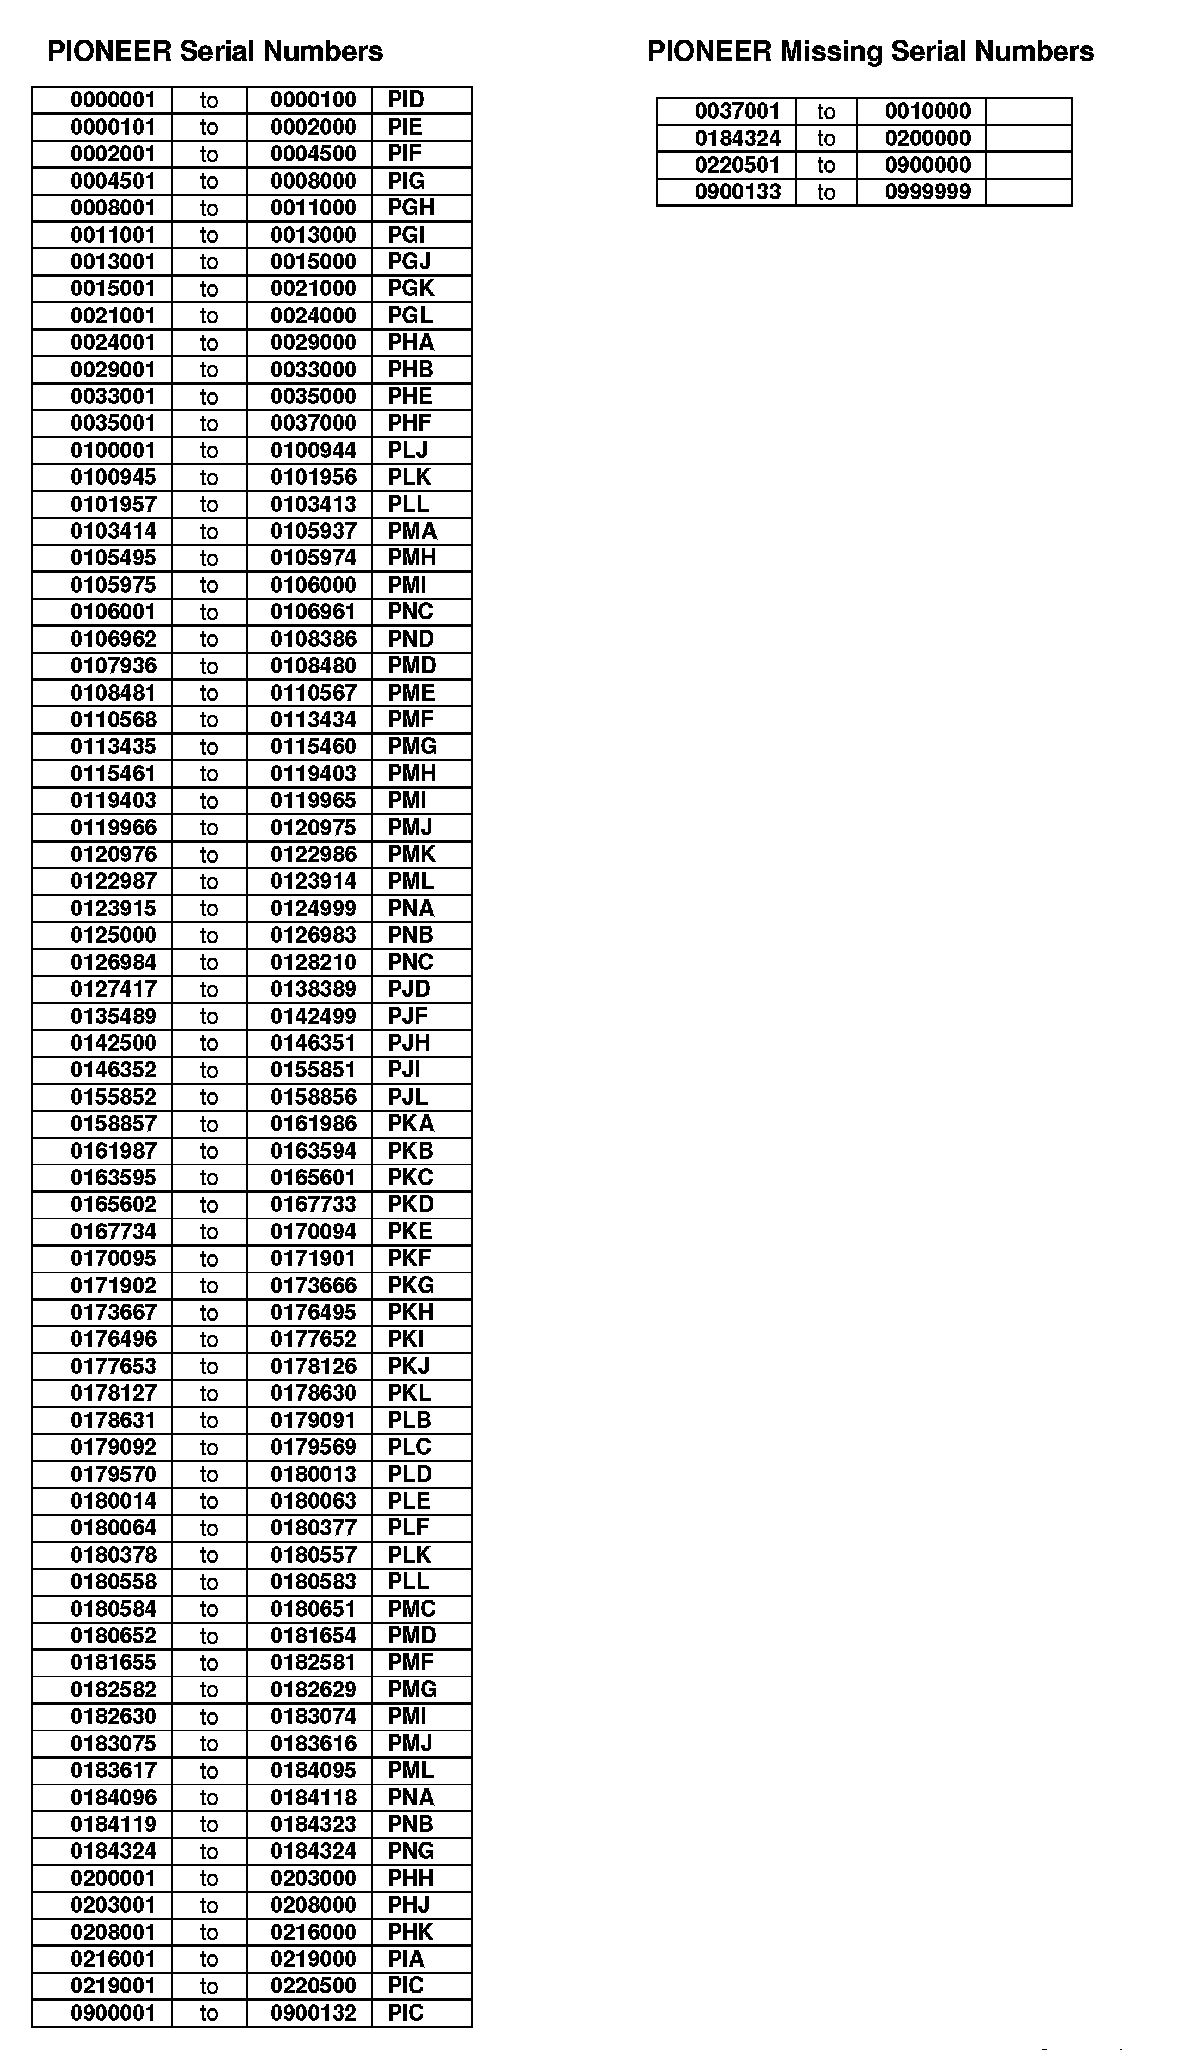 PIONEER Serial Numbers
0000001 to 0000100 PID
0000101 to 0002000 PIE
0002001 to 0004500 PIF
0004501 to 0008000 PIG
0008001 to 0011000 PGH
0011001 to 0013000 PGI
0013001 to 0015000 PGJ
0015001 to 0021000 PGK
0021001 to 0024000 PGL
0024001 to 0029000 PHA
0029001 to 0033000 PHB
0033001 to 0035000 PHE
0035001 to 0037000 PHF
0100001 to 0100944 PLJ
0100945 to 0101956 PLK
0101957 to 0103413 PLL
0103414 to 0105937 PMA
0105495 to 0105974 PMH
0105975 to 0106000 PMI
0106001 to 0106961 PNC
0106962 to 0108386 PND
0107936 to 0108480 PMD
0108481 to 0110567 PME
0110568 to 0113434 PMF
0113435 to 0115460 PMG
0115461 to 0119403 PMH
0119403 to 0119965 PMI
0119966 to 0120975 PMJ
0120976 to 0122986 PMK
0122987 to 0123914 PML
0123915 to 0124999 PNA
0125000 to 0126983 PNB
0126984 to 0128210 PNC
0127417 to 0138389 PJD
0135489 to 0142499 PJF
0142500 to 0146351 PJH
0146352 to 0155851 PJI
0155852 to 0158856 PJL
0158857 to 0161986 PKA
0161987 to 0163594 PKB
0163595 to 0165601 PKC
0165602 to 0167733 PKD
0167734 to 0170094 PKE
0170095 to 0171901 PKF
0171902 to 0173666 PKG
0173667 to 0176495 PKH
0176496 to 0177652 PKI
0177653 to 0178126 PKJ
0178127 to 0178630 PKL
0178631 to 0179091 PLB
0179092 to 0179569 PLC
0179570 to 0180013 PLD
0180014 to 0180063 PLE
0180064 to 0180377 PLF
0180378 to 0180557 PLK
0180558 to 0180583 PLL
0180584 to 0180651 PMC
0180652 to 0181654 PMD
0181655 to 0182581 PMF
0182582 to 0182629 PMG
0182630 to 0183074 PMI
0183075 to 0183616 PMJ
0183617 to 0184095 PML
0184096 to 0184118 PNA
0184119 to 0184323 PNB
0184324 to 0184324 PNG
0200001 to 0203000 PHH
0203001 to 0208000 PHJ
0208001 to 0216000 PHK
0216001 to 0219000 PIA
0219001 to 0220500 PIC
0900001 to 0900132 PIC
PIONEER Missing Serial Numbers
0037001 to 0010000
0184324 to 0200000
0220501 to 0900000
0900133 to 0999999